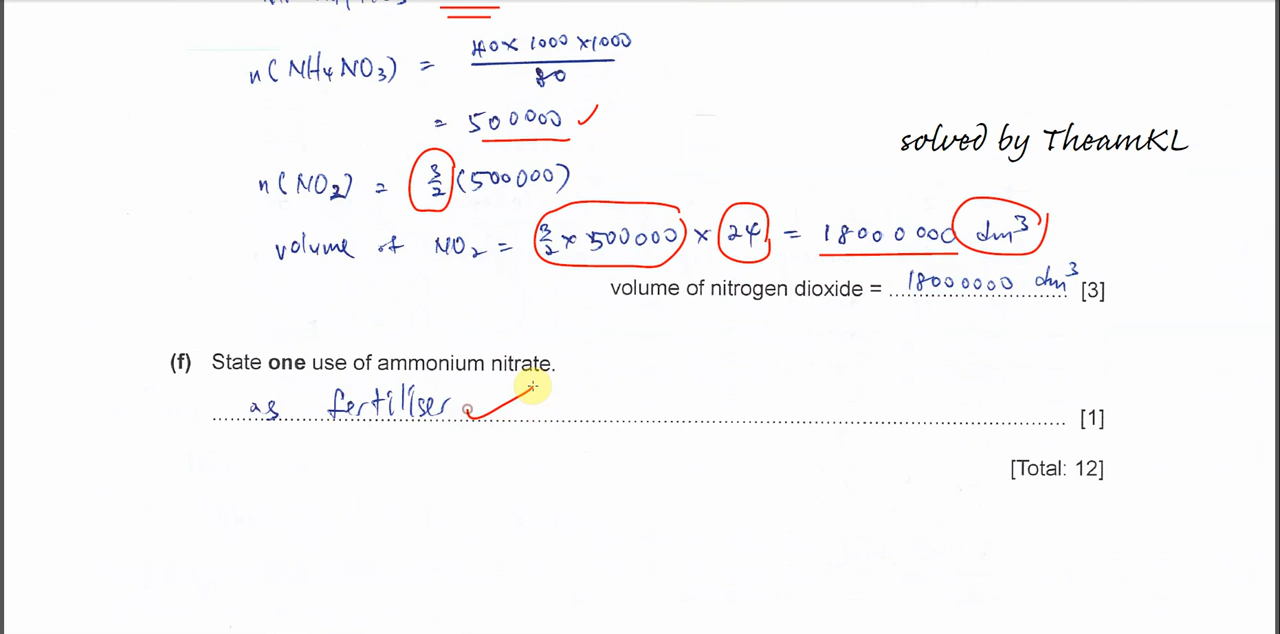 n(NH4NO3) = 40 x 1000 x 1000
80
= 500000 ✓
solved by TheamKL
n(NO2) = 3/2 (500000)
volume of NO2 = 3/2 x 500000 x 24 = 18000000 dm³
volume of nitrogen dioxide = 18000000 dm³ [3]
(f) State one use of ammonium nitrate.
as fertiliser ✓
[1]
[Total: 12]